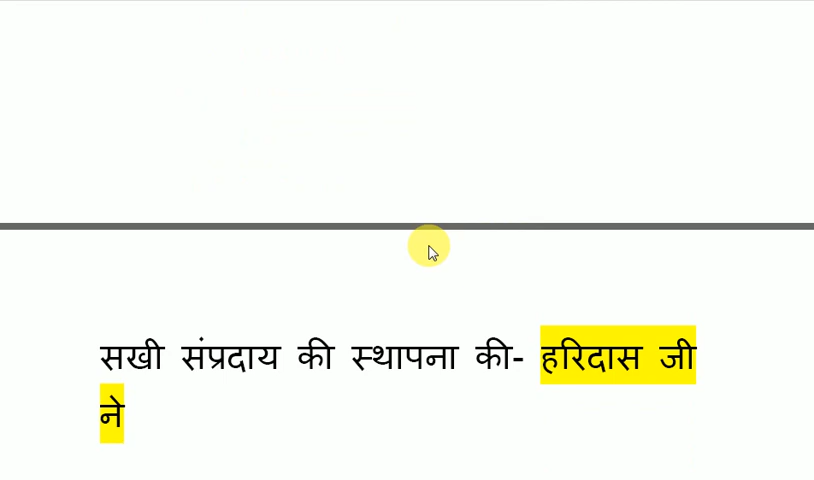 सखी संप्रदाय की स्थापना की- हरिदास जी
ने